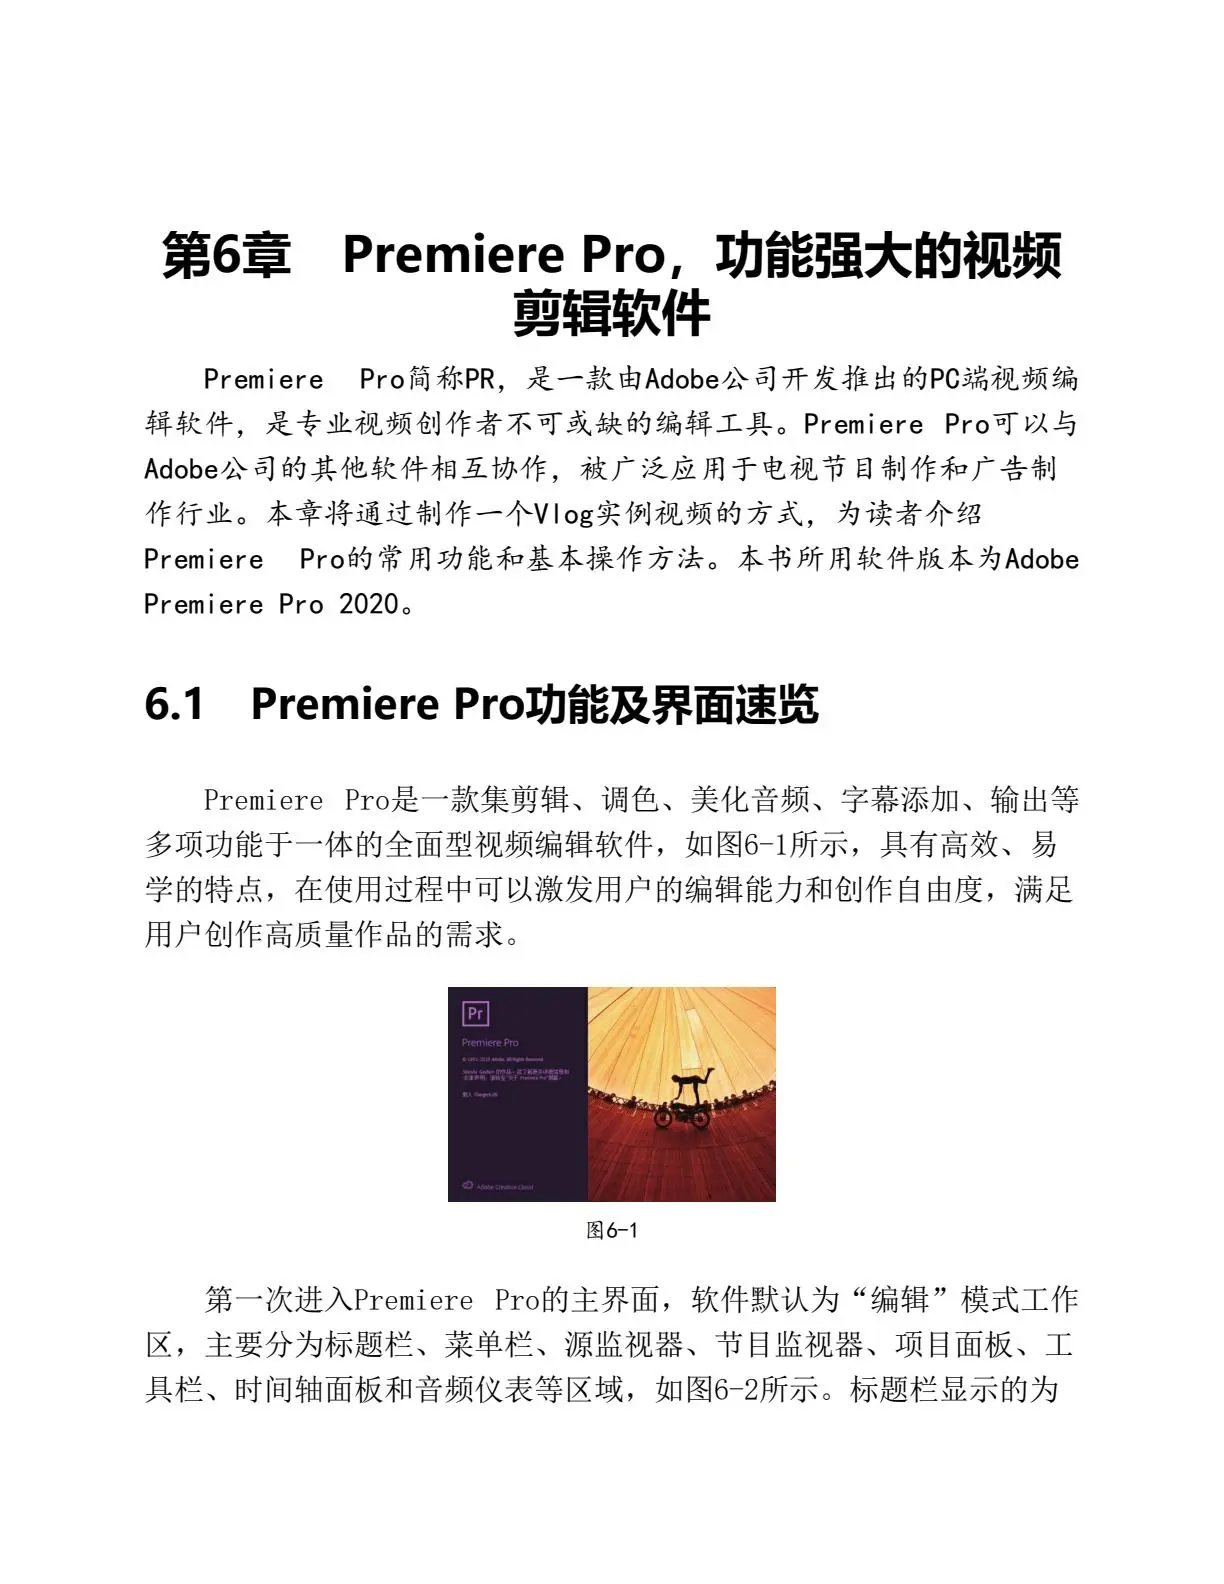 第6章　Premiere Pro，功能强大的视频
剪辑软件
Premiere Pro简称PR，是一款由Adobe公司开发推出的PC端视频编
辑软件，是专业视频创作者不可或缺的编辑工具。Premiere Pro可以与
Adobe公司的其他软件相互协作，被广泛应用于电视节目制作和广告制
作行业。本章将通过制作一个Vlog实例视频的方式，为读者介绍
Premiere Pro的常用功能和基本操作方法。本书所用软件版本为Adobe
Premiere Pro 2020。
6.1　Premiere Pro功能及界面速览
Premiere Pro是一款集剪辑、调色、美化音频、字幕添加、输出等
多项功能于一体的全面型视频编辑软件，如图6-1所示，具有高效、易
学的特点，在使用过程中可以激发用户的编辑能力和创作自由度，满足
用户创作高质量作品的需求。
Pr
Premiere Pro
Adobe Creative Cloud
图6-1
第一次进入Premiere Pro的主界面，软件默认为“编辑”模式工作
区，主要分为标题栏、菜单栏、源监视器、节目监视器、项目面板、工
具栏、时间轴面板和音频仪表等区域，如图6-2所示。标题栏显示的为